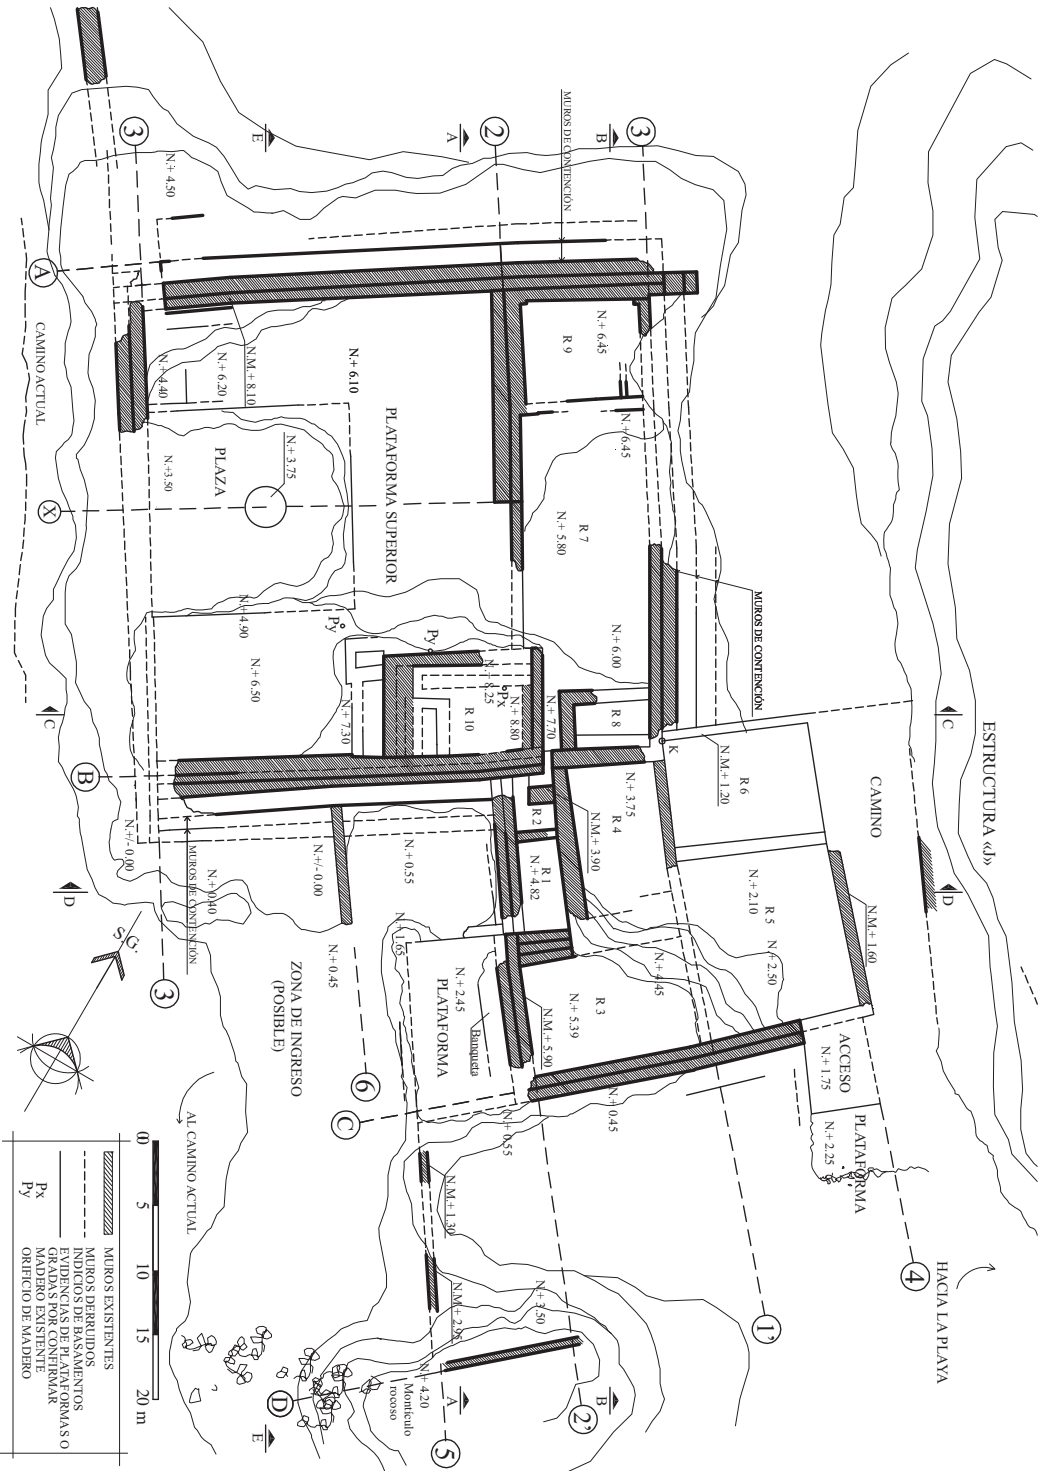 ESTRUCTURA «J»
HACIA LA PLAYA
CAMINO
C
D
R 6
N.M.+ 1.20
K
R 5
N.+ 2.10
N.+ 2.50
N.M.+ 1.60
ACCESO
N.+ 1.75
PLATAFORMA
N.+ 2.25
4
1'
MUROS DE CONTENCIÓN
3
B
2
A
3
E
MUROS DE CONTENCIÓN
N.+ 4.50
A
R 9
N.+ 6.45
N.+ 6.45
R 7
N.+ 5.80
N.+ 6.00
R 8
N.+ 7.70
N.+ 3.75
R 4
N.M.+ 3.90
N.+ 4.45
R 2
R 1
N.+ 4.82
R 3
N.+ 5.39
N.M.+ 5.90
N.+ 0.45
PLATAFORMA SUPERIOR
N.+ 6.10
N.M.+ 8.10
N.+ 6.20
N.+ 4.40
PLAZA
N.+ 3.75
N.+3.50
X
N.+ 4.90
N.+ 6.50
Py
Py
Px
N.+ 8.25
N.+ 8.80
R 10
N.+ 7.30
B
N.+ 0.55
N.+/- 0.00
N.+/- 0.00
N.+ 0.40
MUROS DE CONTENCIÓN
3
N.+ 1.65
N.+ 0.45
N.+ 2.45
PLATAFORMA
Banqueta
ZONA DE INGRESO
(POSIBLE)
6
C
N.+ 0.55
N.M.+ 1.30
N.M.+ 2.95
N.+ 3.50
N.+ 4.20
Montículo
rocoso
A
B
2'
D
5
E
CAMINO ACTUAL
C
D
S.G.
AL CAMINO ACTUAL
0
5
10
15
20 m
MUROS EXISTENTES
MUROS DERRUIDOS
INDICIOS DE BASAMENTOS
EVIDENCIAS DE PLATAFORMAS O
GRADAS POR CONFIRMAR
Px MADERO EXISTENTE
Py ORIFICIO DE MADERO